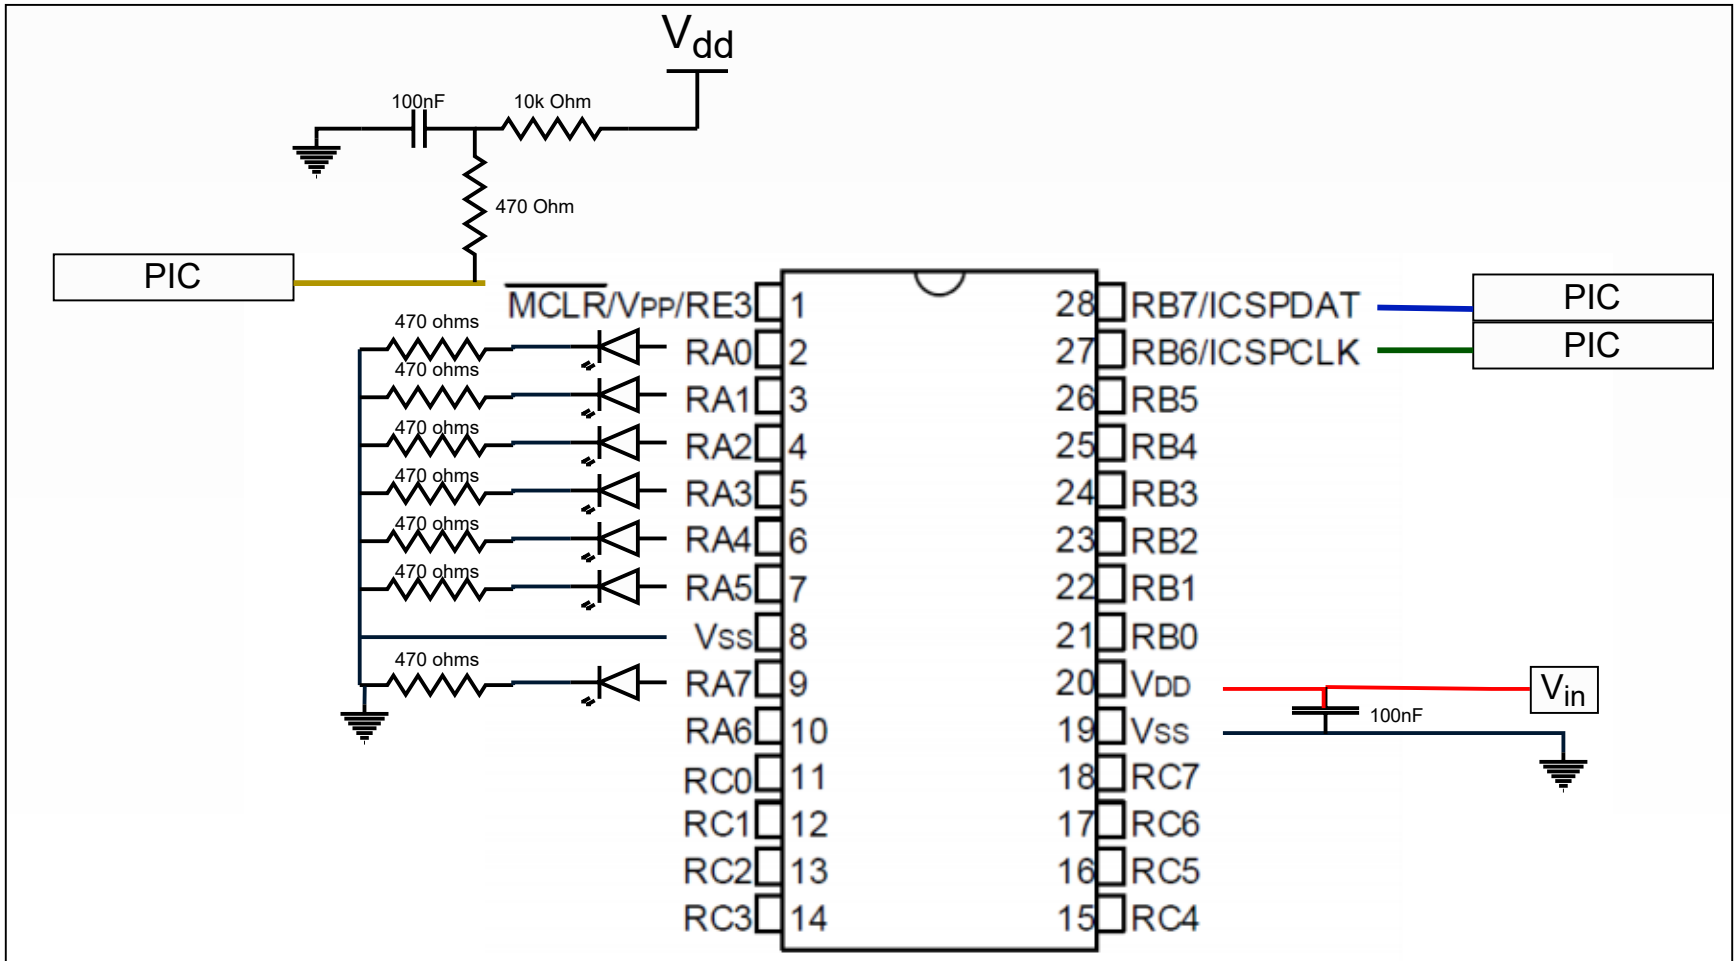 Vdd
100nF
10k Ohm
470 Ohm
PIC
MCLR/VPP/RE3 1
28 RB7/ICSPDAT
PIC
470 ohms
RA0 2
27 RB6/ICSPCLK
PIC
470 ohms
RA1 3
26 RB5
470 ohms
RA2 4
25 RB4
470 ohms
RA3 5
24 RB3
470 ohms
RA4 6
23 RB2
470 ohms
RA5 7
22 RB1
VSS 8
21 RB0
470 ohms
RA7 9
20 VDD
Vin
100nF
RA6 10
19 VSS
RC0 11
18 RC7
RC1 12
17 RC6
RC2 13
16 RC5
RC3 14
15 RC4